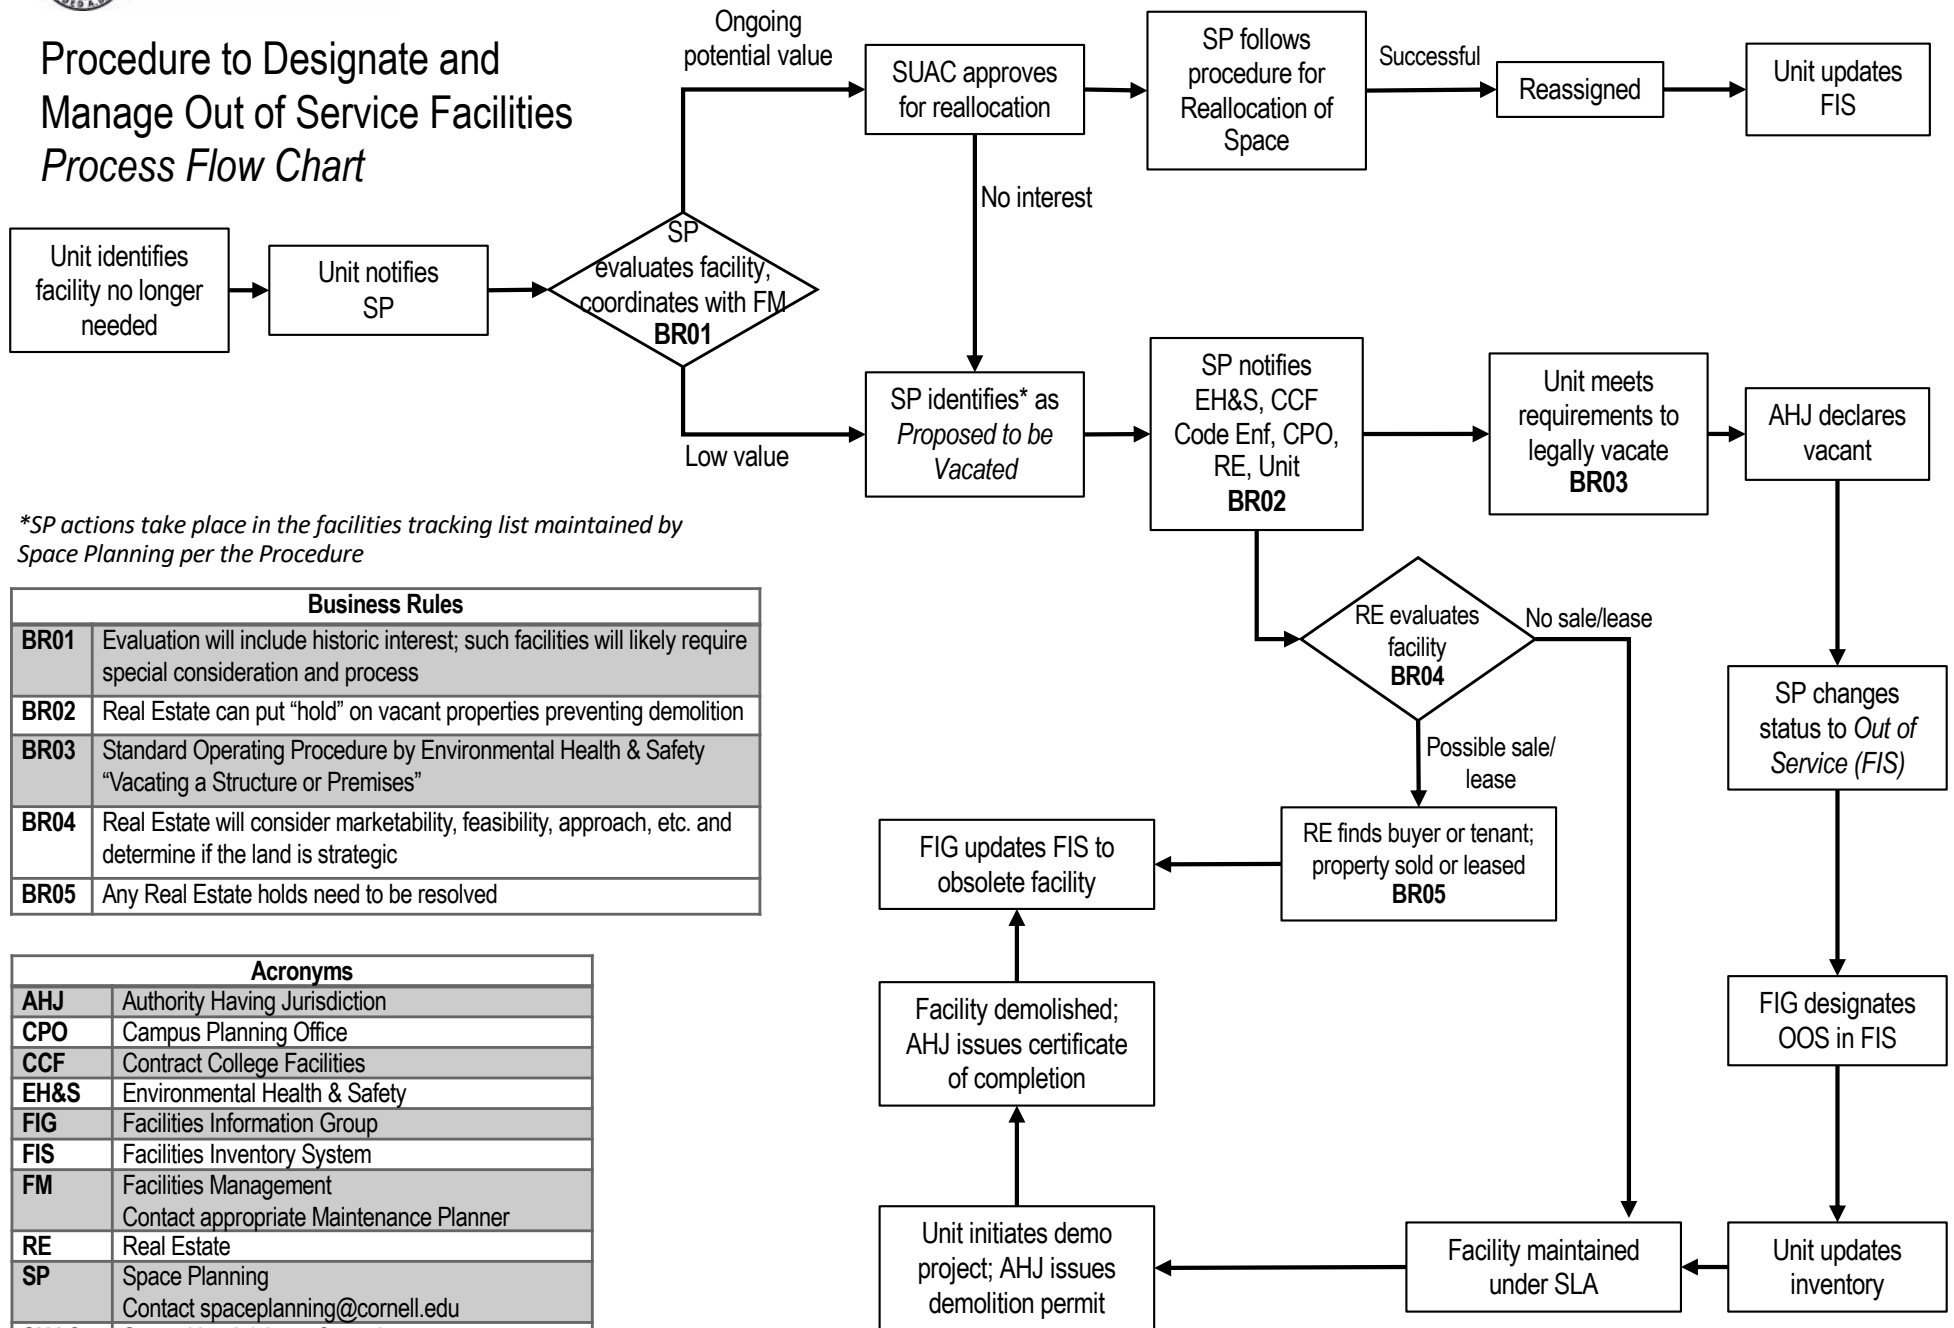 Procedure to Designate and
Manage Out of Service Facilities
Process Flow Chart
Ongoing
potential value
SUAC approves
for reallocation
SP follows
procedure for
Reallocation of
Space
Successful
Reassigned
Unit updates
FIS
No interest
Unit identifies
facility no longer
needed
Unit notifies
SP
SP
evaluates facility,
coordinates with FM
BR01
Low value
SP identifies* as
Proposed to be
Vacated
SP notifies
EH&S, CCF
Code Enf, CPO,
RE, Unit
BR02
Unit meets
requirements to
legally vacate
BR03
AHJ declares
vacant
*SP actions take place in the facilities tracking list maintained by
Space Planning per the Procedure
RE evaluates
facility
BR04
No sale/lease
Possible sale/
lease
SP changes
status to Out of
Service (FIS)
Business Rules
BR01 Evaluation will include historic interest; such facilities will likely require
special consideration and process
BR02 Real Estate can put “hold” on vacant properties preventing demolition
BR03 Standard Operating Procedure by Environmental Health & Safety
“Vacating a Structure or Premises”
BR04 Real Estate will consider marketability, feasibility, approach, etc. and
determine if the land is strategic
BR05 Any Real Estate holds need to be resolved
FIG updates FIS to
obsolete facility
RE finds buyer or tenant;
property sold or leased
BR05
Facility demolished;
AHJ issues certificate
of completion
FIG designates
OOS in FIS
Unit initiates demo
project; AHJ issues
demolition permit
Facility maintained
under SLA
Unit updates
inventory
Acronyms
AHJ Authority Having Jurisdiction
CPO Campus Planning Office
CCF Contract College Facilities
EH&S Environmental Health & Safety
FIG Facilities Information Group
FIS Facilities Inventory System
FM Facilities Management
Contact appropriate Maintenance Planner
RE Real Estate
SP Space Planning
Contact spaceplanning@cornell.edu